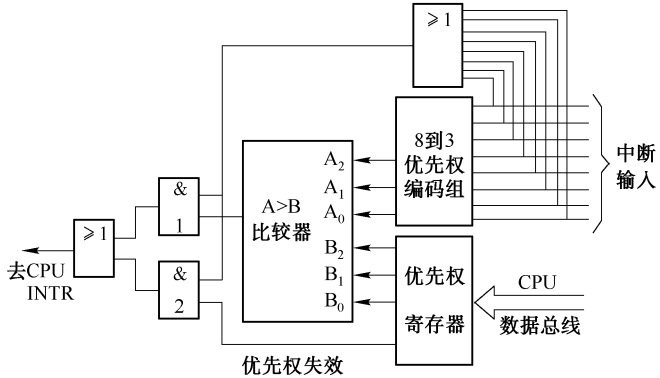 ≥1
8到3
优先权
编码组
中断
输入
A₂
A₁
A₀
A>B
比较器
&
1
≥1
去CPU
INTR
&
2
B₂
B₁
B₀
优先权
寄存器
CPU
数据总线
优先权失效